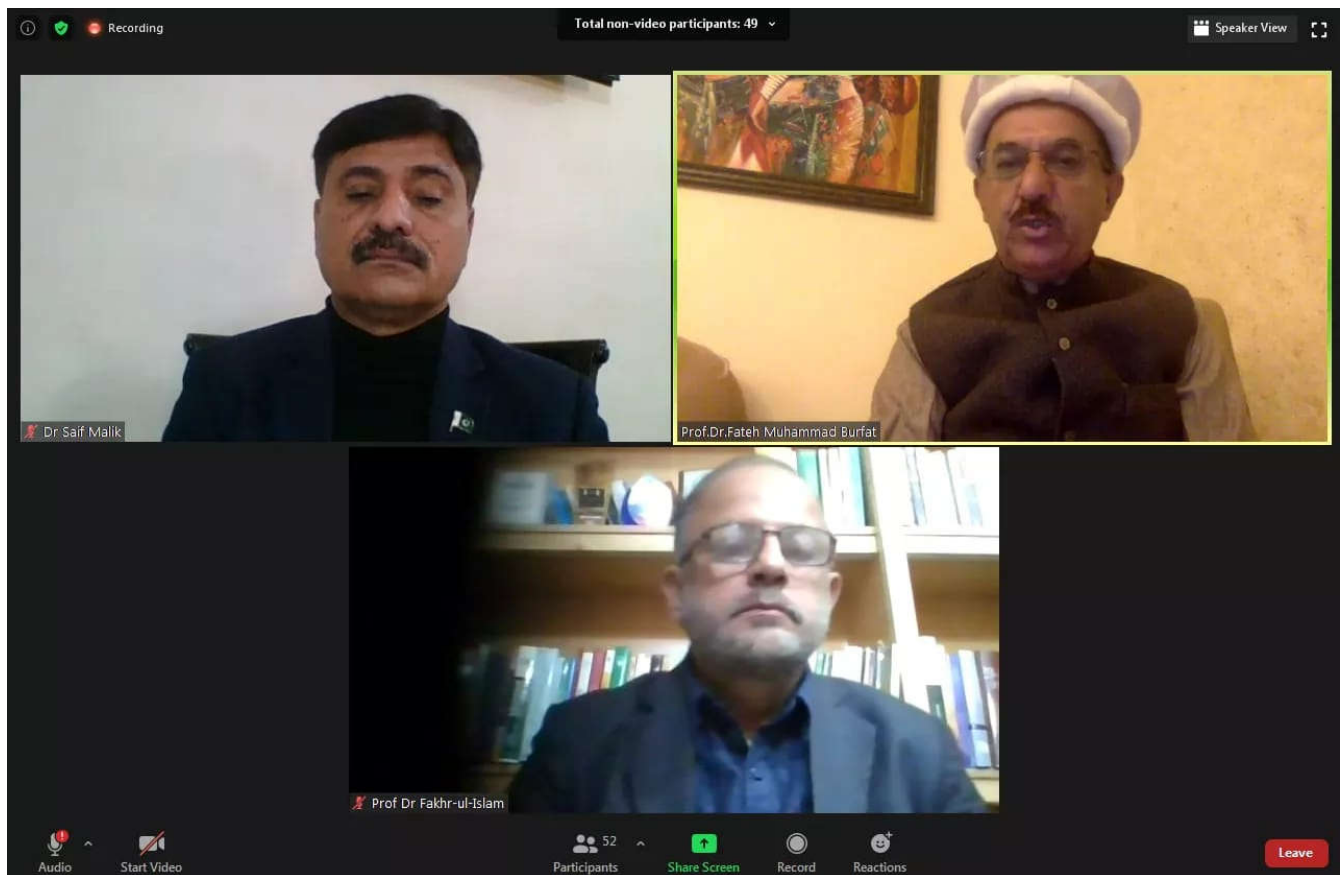 Recording
Total non-video participants: 49
Speaker View
Dr Saif Malik
Prof.Dr.Fateh Muhammad Burfat
Prof Dr Fakhr-ul-Islam
Audio
Start Video
52
Participants
Share Screen
Record
Reactions
Leave